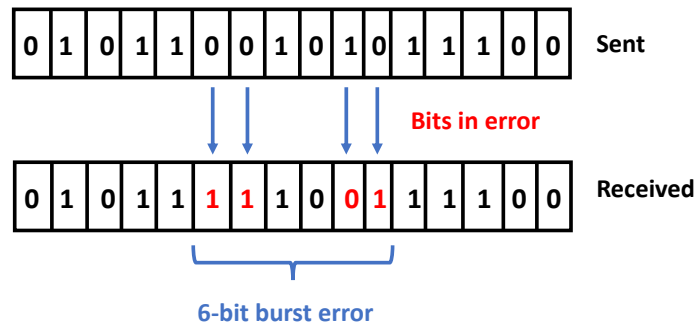 0 1 0 1 1 0 0 1 0 1 0 1 1 1 0 0 Sent
Bits in error
0 1 0 1 1 1 1 1 0 0 1 1 1 1 0 0 Received
6-bit burst error